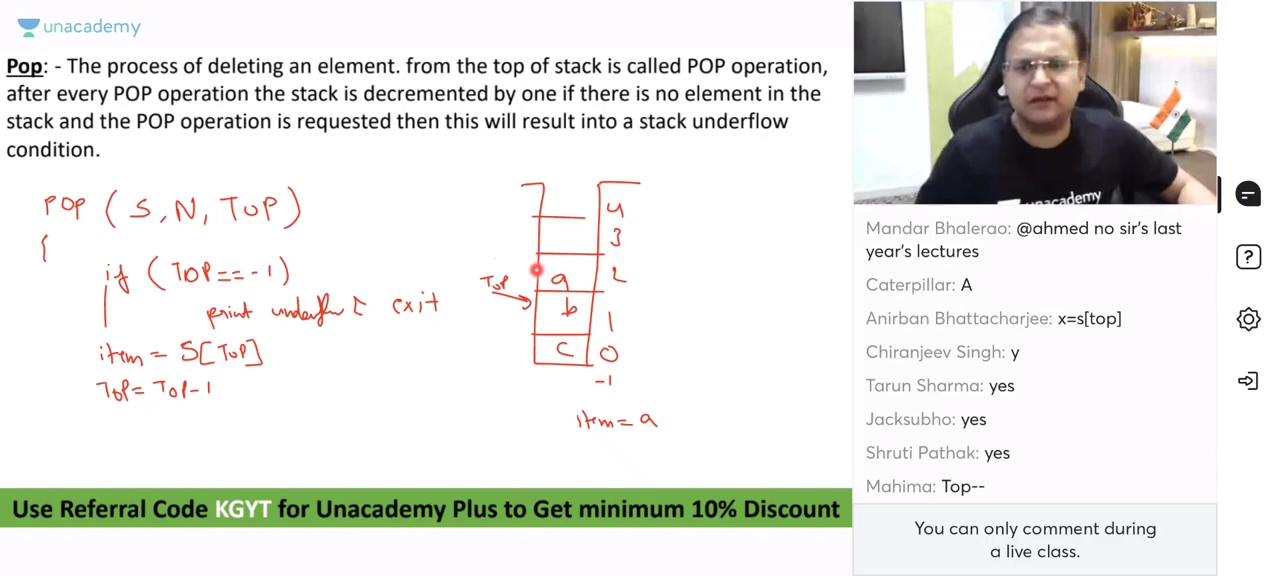 unacademy
Pop: - The process of deleting an element. from the top of stack is called POP operation,
after every POP operation the stack is decremented by one if there is no element in the
stack and the POP operation is requested then this will result into a stack underflow
condition.
POP (S, N, TOP)
{
if (TOP==-1)
print underflow & exit
item = S[TOP]
TOP= TOP-1
4
3
a 2
TOP
b 1
c 0
-1
item= a
Use Referral Code KGYT for Unacademy Plus to Get minimum 10% Discount
unacademy
Mandar Bhalerao: @ahmed no sir's last
year's lectures
Caterpillar: A
Anirban Bhattacharjee: x=s[top]
Chiranjeev Singh: y
Tarun Sharma: yes
Jacksubho: yes
Shruti Pathak: yes
Mahima: Top--
You can only comment during
a live class.